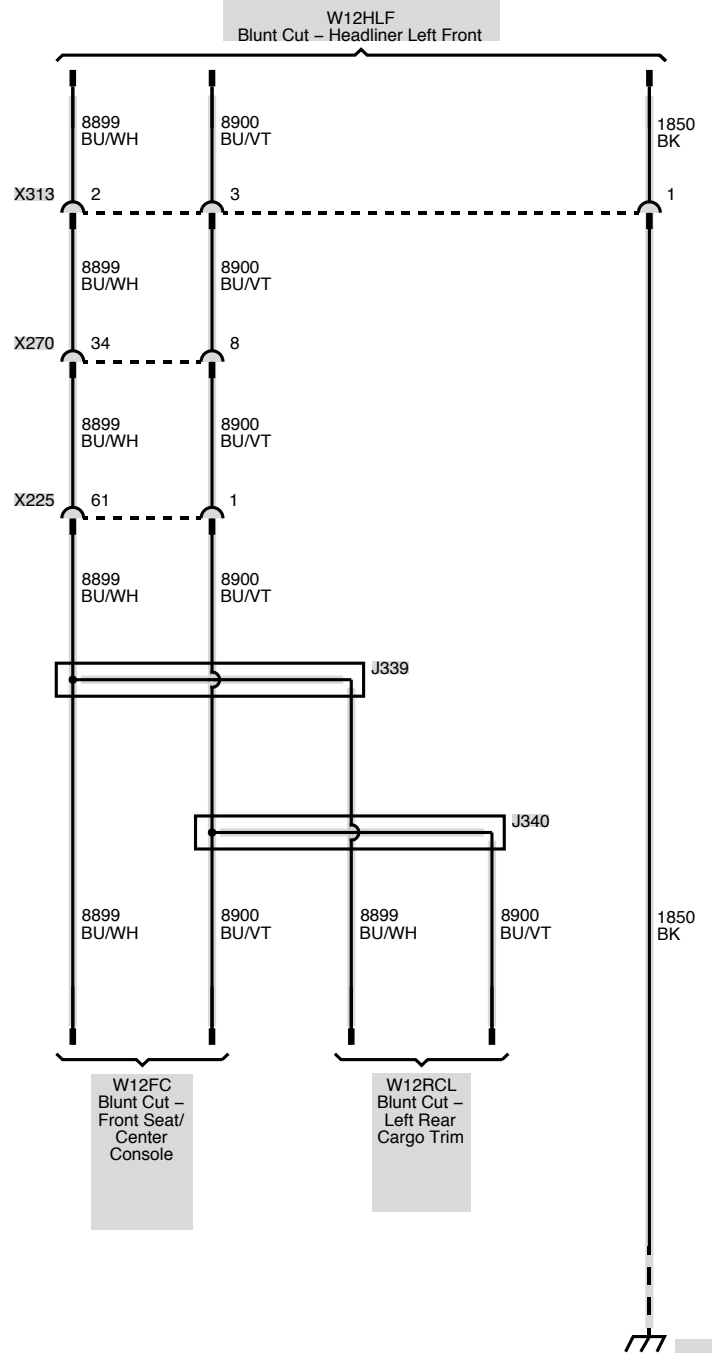 W12HLF
Blunt Cut – Headliner Left Front
8899
BU/WH
8900
BU/VT
1850
BK
X313
2
3
1
8899
BU/WH
8900
BU/VT
X270
34
8
8899
BU/WH
8900
BU/VT
X225
61
1
8899
BU/WH
8900
BU/VT
J339
J340
8899
BU/WH
8900
BU/VT
8899
BU/WH
8900
BU/VT
1850
BK
W12FC
Blunt Cut –
Front Seat/
Center
Console
W12RCL
Blunt Cut –
Left Rear
Cargo Trim